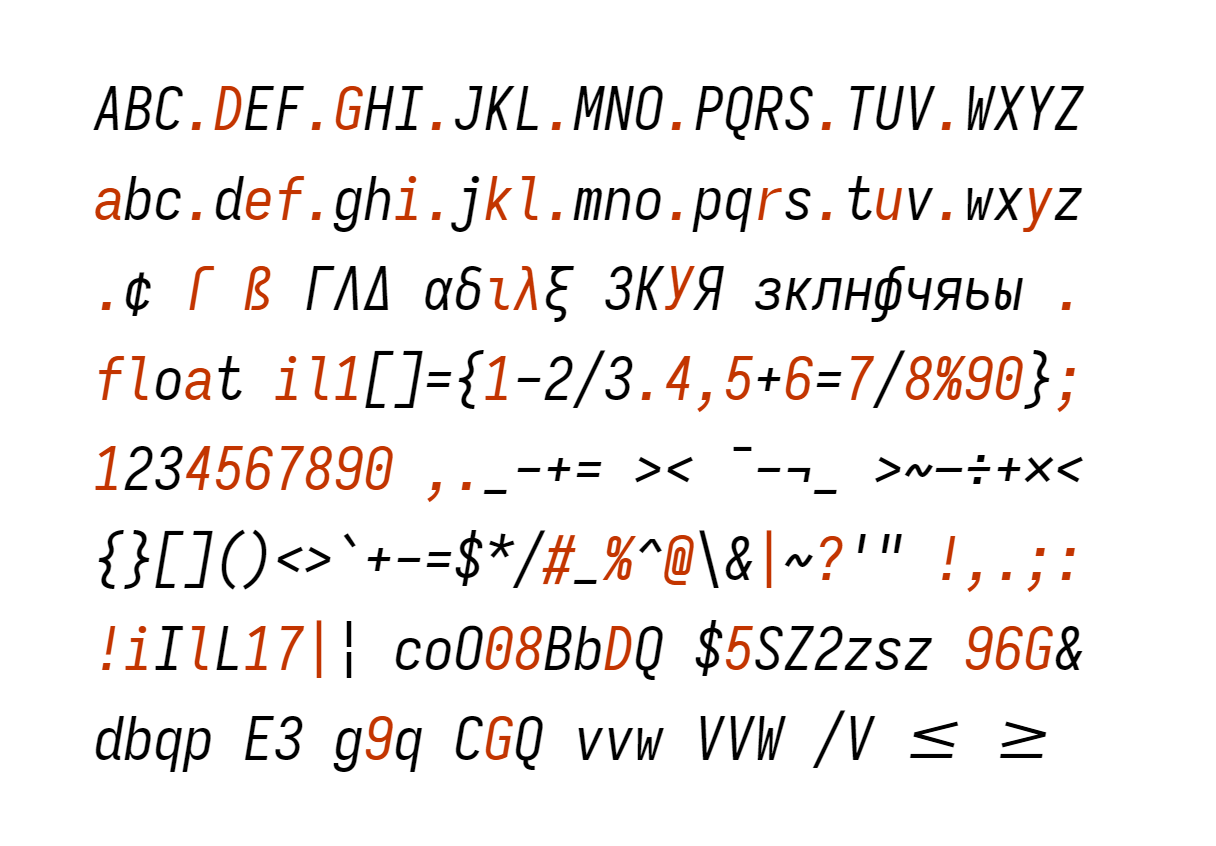 ABC.DEF.GHI.JKL.MNO.PQRS.TUV.WXYZ
abc.def.ghi.jkl.mno.pqrs.tuv.wxyz
.¢ ſ ß ΓΛΔ αδιλξ ЗКУЯ зклнфчяьы .
float il1[]={1-2/3.4,5+6=7/8%90};
1234567890 ,._-+= >< ¯-¬_ >~–÷+×<
{}[]()<>`+-=$*/#_%^@\&|~?'" !,.;:
!iIlL17|¦ coO08BbDQ $5SZ2zsz 96G&
dbqp E3 g9q CGQ vvw VVW /V ≤ ≥